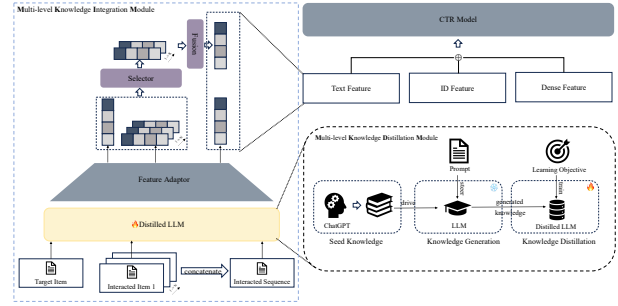 Multi-level Knowledge Integration Module
Fusion
Selector
Feature Adaptor
🔥Distilled LLM
Target Item
Interacted Item 1
concatenate
Interacted Sequence
CTR Model
Text Feature
ID Feature
Dense Feature
Multi-level Knowledge Distillation Module
Prompt
Learning Objective
steer
train
ChatGPT
drive
LLM
generated
knowledge
Distilled LLM
Seed Knowledge
Knowledge Generation
Knowledge Distillation